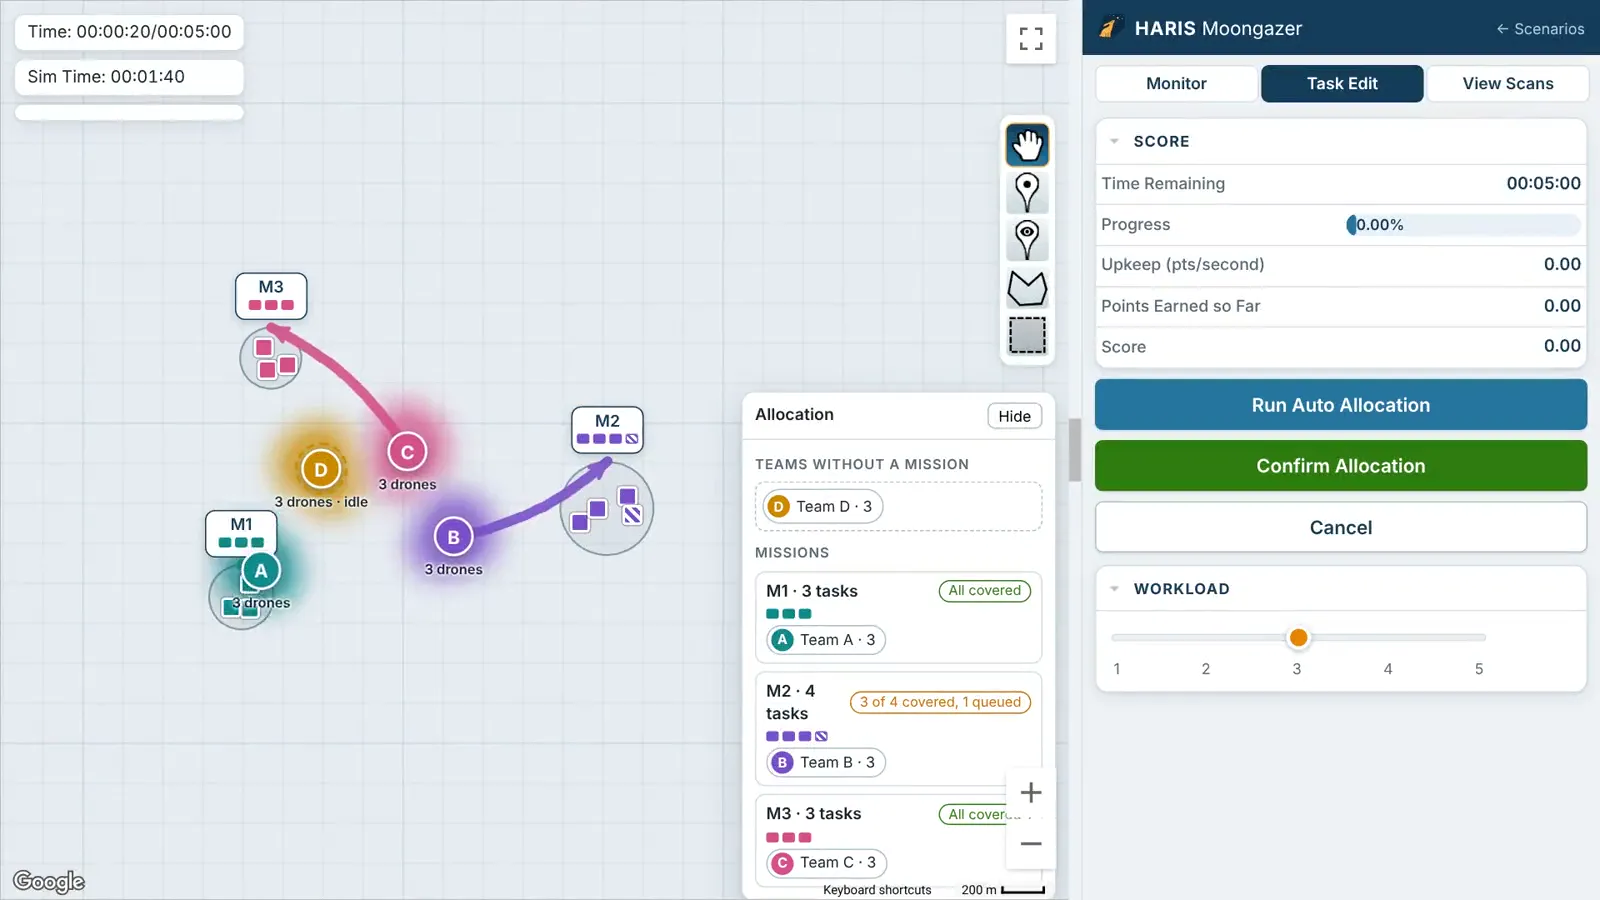 Time: 00:00:20/00:05:00
Sim Time: 00:01:40
HARIS Moongazer
← Scenarios
Monitor
Task Edit
View Scans
SCORE
Time Remaining
00:05:00
Progress
0.00%
Upkeep (pts/second)
0.00
Points Earned so Far
0.00
Score
0.00
Run Auto Allocation
Confirm Allocation
Cancel
WORKLOAD
1
2
3
4
5
M3
C
3 drones
D
3 drones · idle
M2
B
3 drones
M1
A
3 drones
Allocation
Hide
TEAMS WITHOUT A MISSION
D Team D · 3
MISSIONS
M1 · 3 tasks
All covered
A Team A · 3
M2 · 4
tasks
3 of 4 covered, 1 queued
B Team B · 3
M3 · 3 tasks
All
C Team C · 3
Google
Keyboard shortcuts
200 m